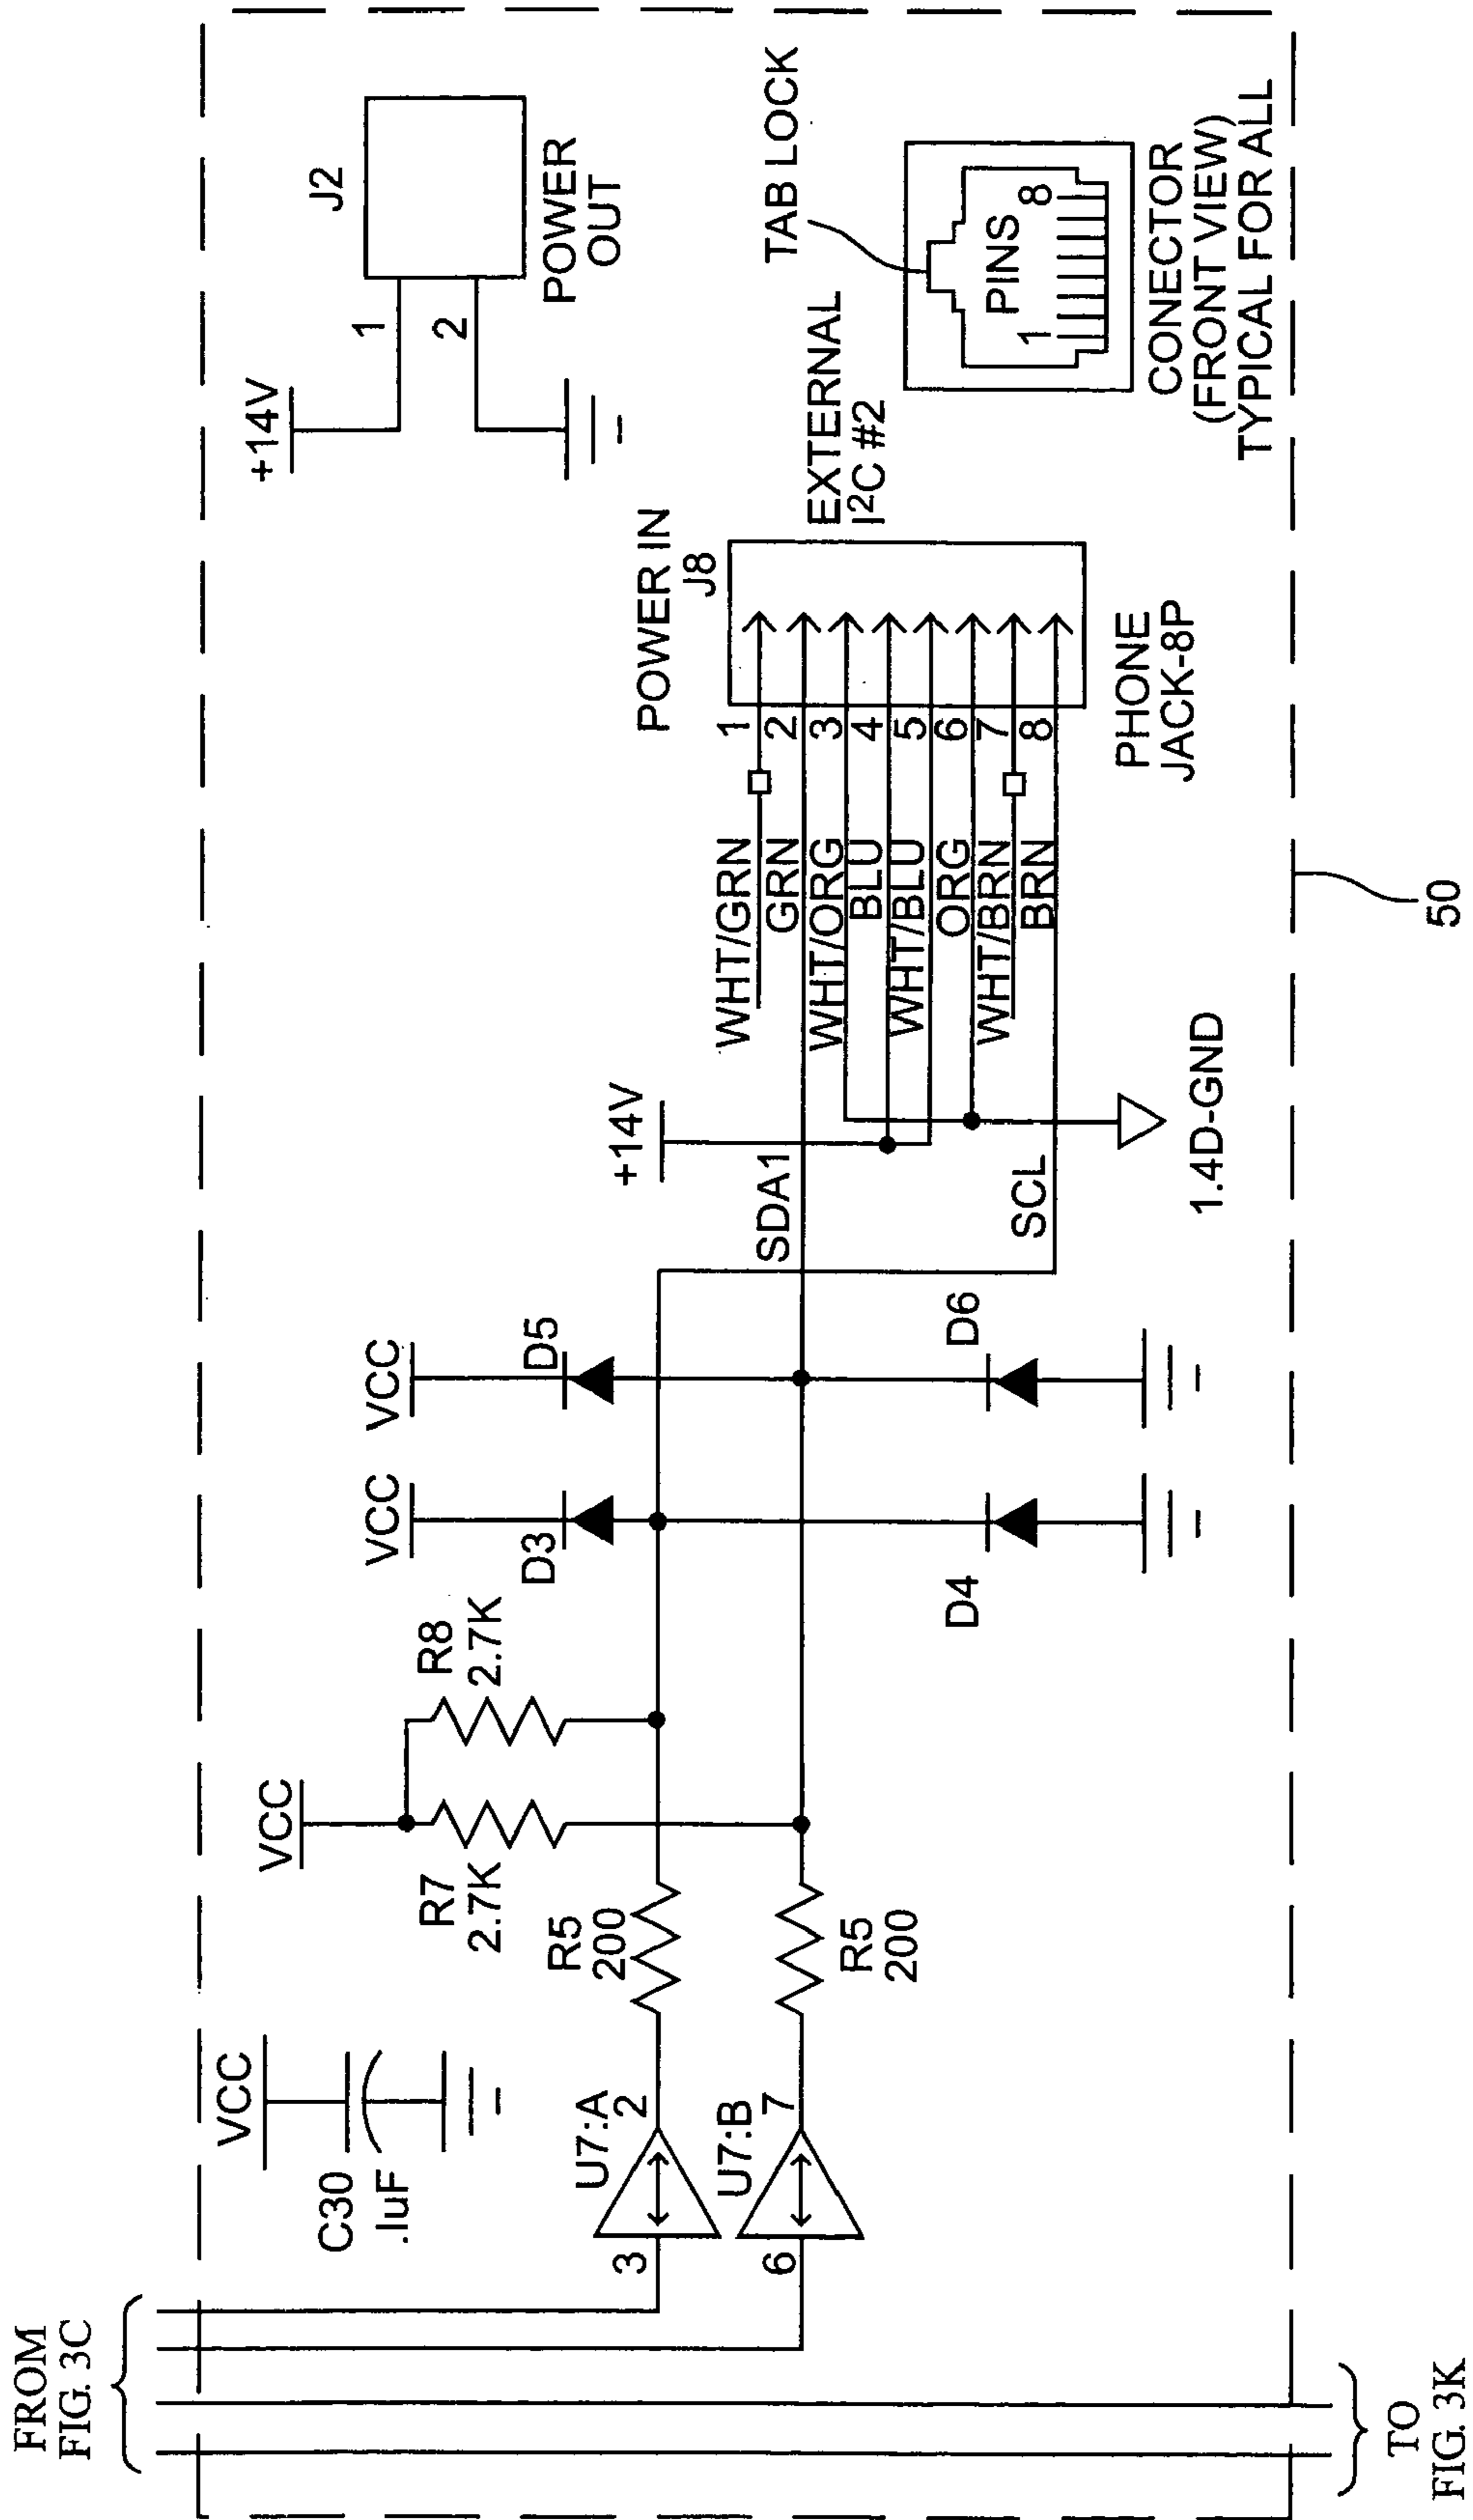 FROM
FIG. 3C
VCC
C30
.1uF
U7:A
3
2
U7:B
6
7
TO
FIG. 3K
VCC
R7
2.7K
R8
2.7K
R5
200
R5
200
VCC
D3
D4
VCC
D5
D6
+14V
SDA1
SCL
1.4D-GND
WHT/GRN
GRN
WHT/ORG
BLU
WHT/BLU
ORG
WHT/BRN
BRN
1
2
3
4
5
6
7
8
POWER IN
J8
EXTERNAL
I²C #2
PHONE
JACK-8P
+14V
1
2
J2
POWER
OUT
TAB LOCK
PINS
1
8
CONECTOR
(FRONT VIEW)
TYPICAL FOR ALL
50